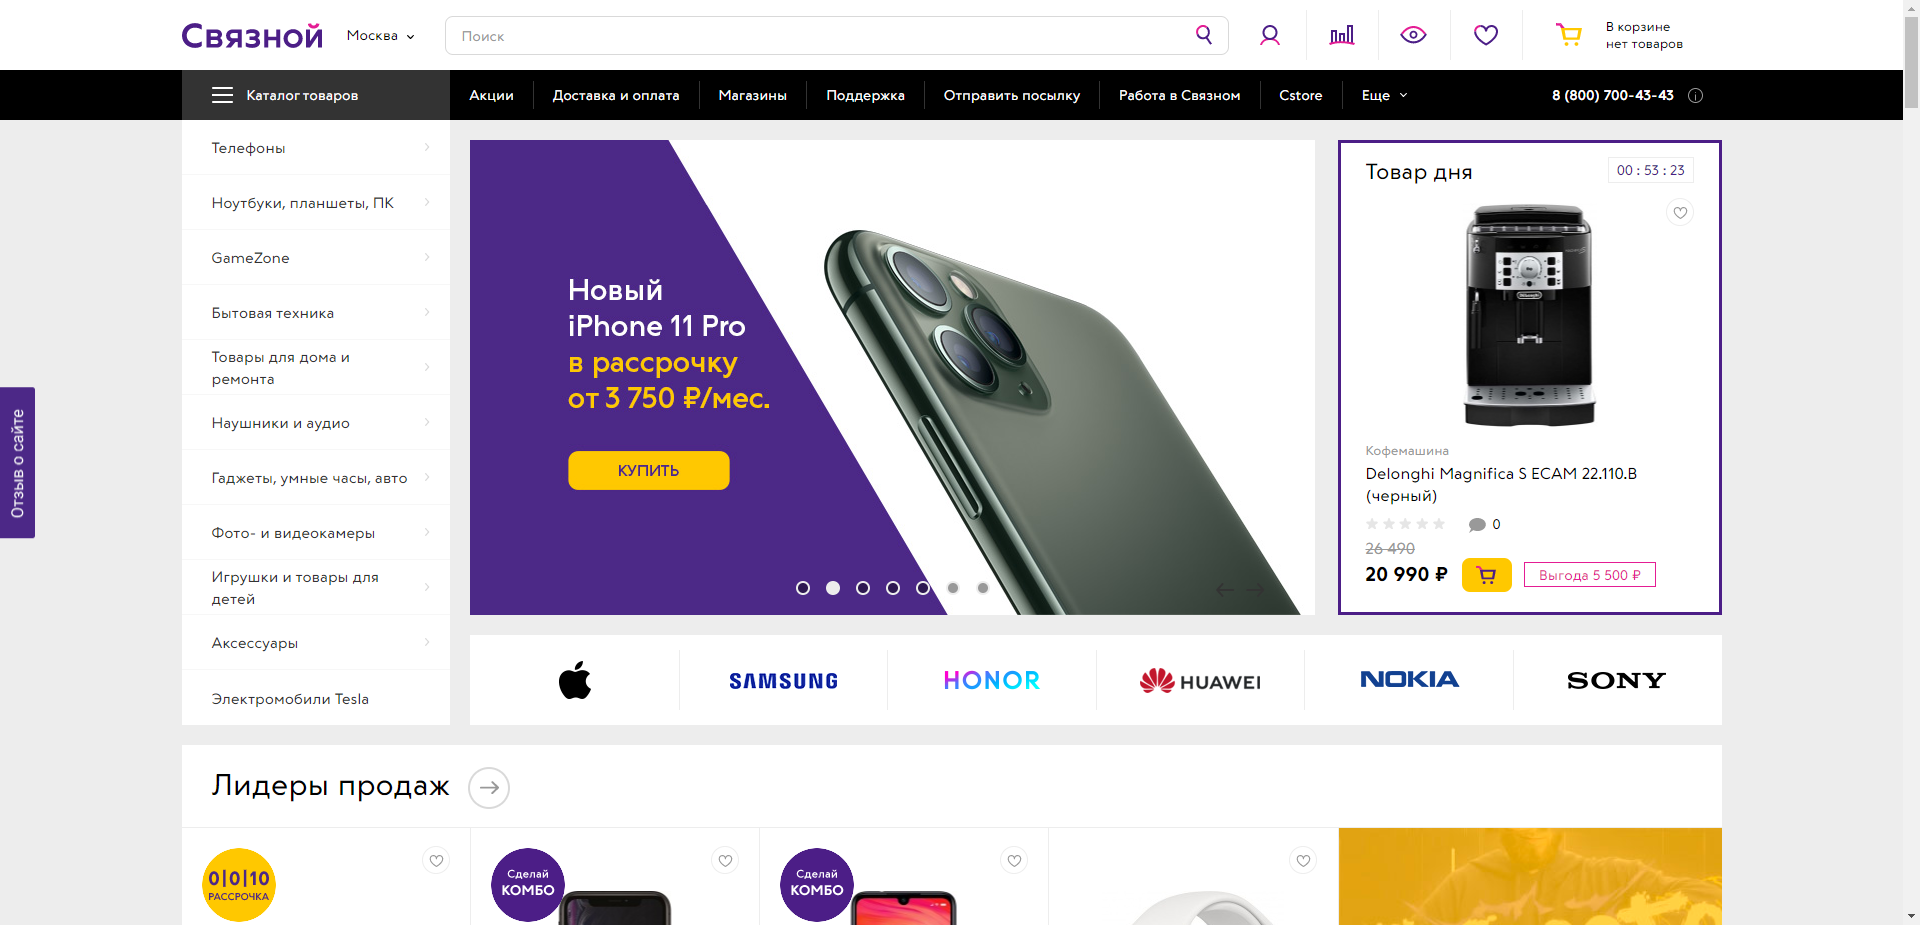 Связной
Москва
Поиск
В корзине
нет товаров
Каталог товаров
Акции
Доставка и оплата
Магазины
Поддержка
Отправить посылку
Работа в Связном
Cstore
Еще
8 (800) 700-43-43
Телефоны
Ноутбуки, планшеты, ПК
GameZone
Бытовая техника
Товары для дома и
ремонта
Наушники и аудио
Гаджеты, умные часы, авто
Фото- и видеокамеры
Игрушки и товары для
детей
Аксессуары
Электромобили Tesla
Отзыв о сайте
Новый
iPhone 11 Pro
в рассрочку
от 3 750 ₽/мес.
КУПИТЬ
Товар дня
00 : 53 : 23
Кофемашина
Delonghi Magnifica S ECAM 22.110.B
(черный)
0
26 490
20 990 ₽
Выгода 5 500 ₽
SAMSUNG
HONOR
HUAWEI
NOKIA
SONY
Лидеры продаж
0|0|10
РАССРОЧКА
Сделай
КОМБО
Сделай
КОМБО